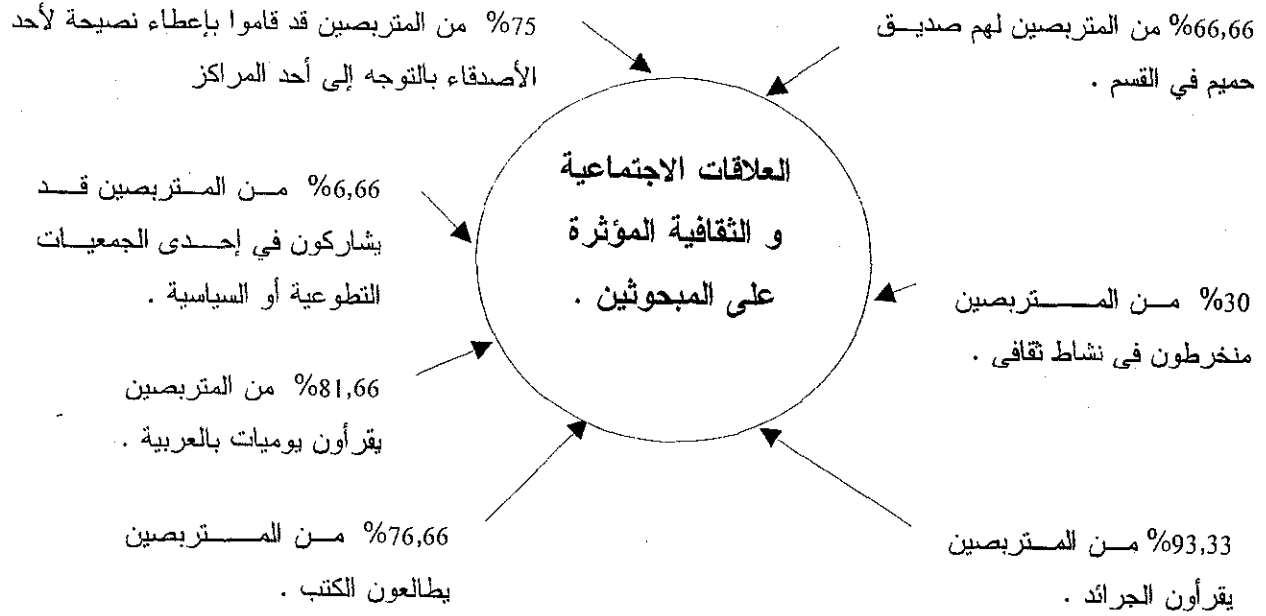 %66,66 من المتربصين لهم صديق
حميم في القسم .
%75 من المتربصين قد قاموا بإعطاء نصيحة لأحد
الأصدقاء بالتوجه إلى أحد المراكز
العلاقات الاجتماعية
و الثقافية المؤثرة
على المبحوثين .
%6,66 من المتربصين قد
يشاركون في إحدى الجمعيات
التطوعية أو السياسية .
%30 من المتربصين
منخرطون في نشاط ثقافي .
%81,66 من المتربصين
يقرأون يوميات بالعربية .
%76,66 من المتربصين
يطالعون الكتب .
%93,33 من المتربصين
يقرأون الجرائد .